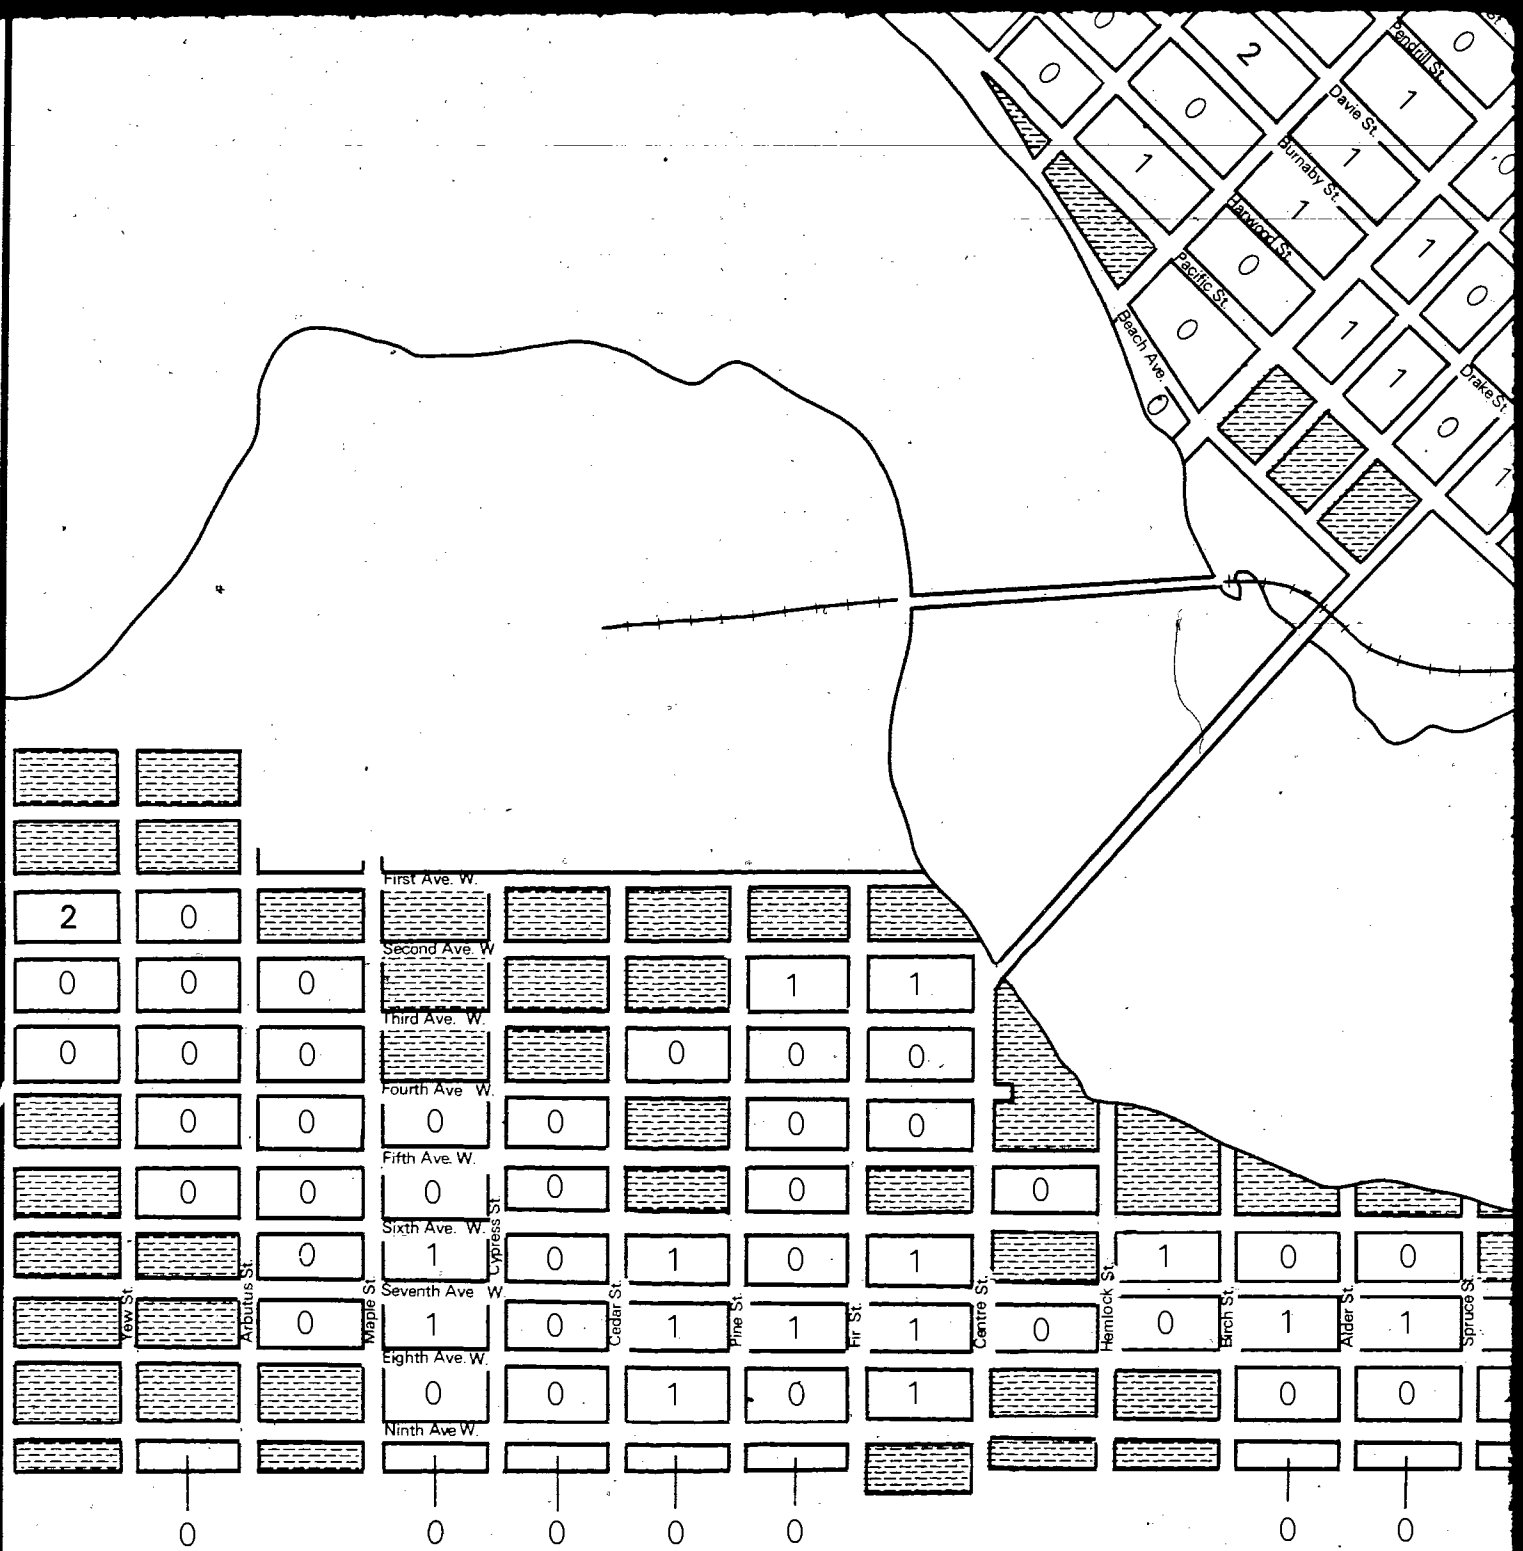 0
0
2
0
Pendrill St.
0
0
1
Davie St.
1
1
Burnaby St.
0
1
Harwood St.
0
1
Pacific St.
0
0
1
Beach Ave.
0
1
Drake St.
0
1
First Ave. W.
2
0
Second Ave. W
0
0
0
1
1
Third Ave. W.
0
0
0
0
0
0
Fourth Ave W.
0
0
0
0
0
0
Fifth Ave. W.
0
0
0
0
0
0
Sixth Ave. W.
0
1
0
1
0
1
1
0
0
Seventh Ave W.
Yew St.
Arbutus St.
Maple St.
Cypress St.
Cedar St.
Pine St.
Fir St.
Centre St.
Hemlock St.
Birch St.
Alder St.
Spruce St.
0
1
0
1
1
1
0
0
1
1
Eighth Ave. W.
0
0
1
0
1
0
0
Ninth Ave W.
0
0
0
0
0
0
0